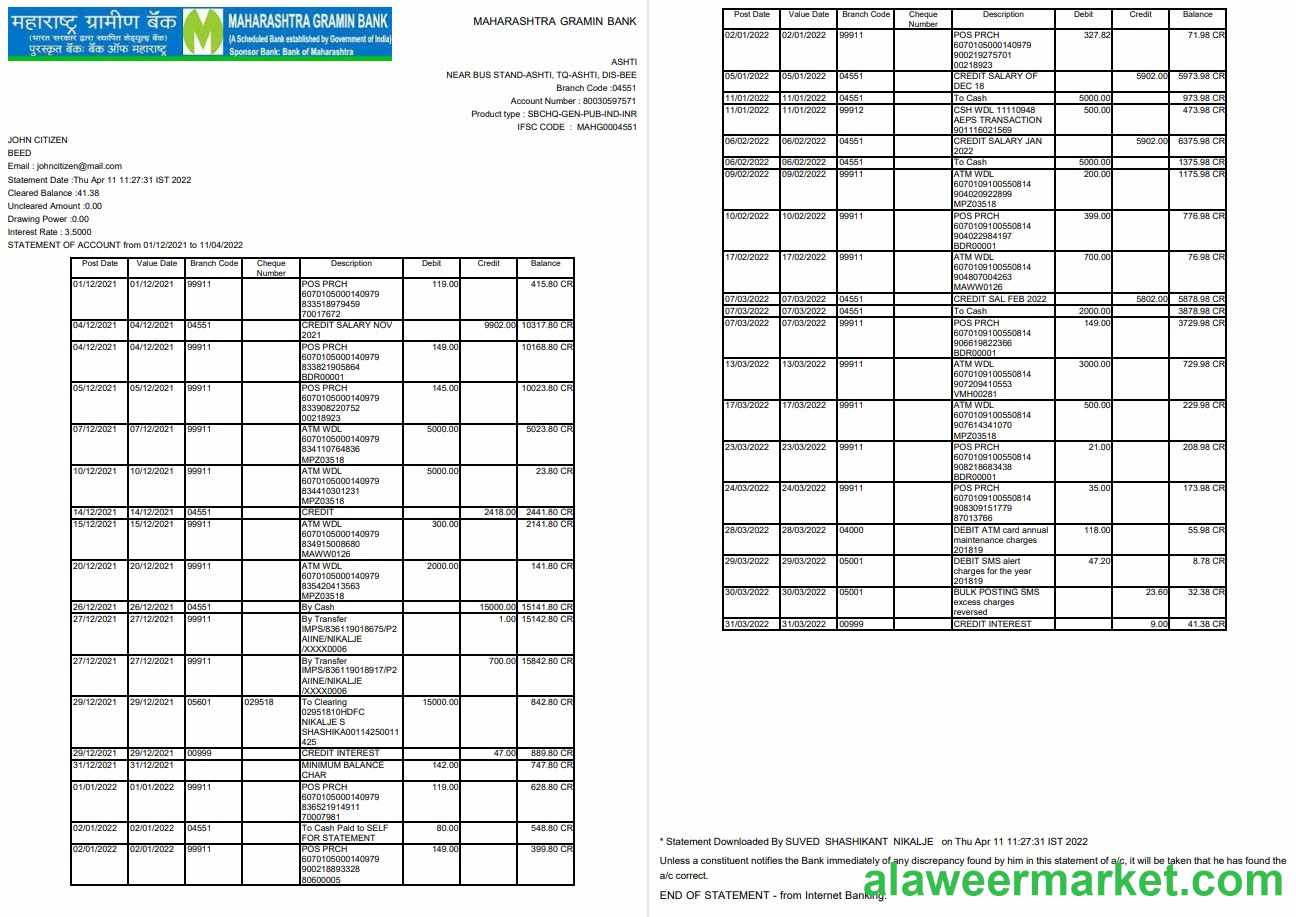 महाराष्ट्र ग्रामीण बैंक
(भारत सरकार द्वारा स्थापित शेड्यूल्ड बैंक)
पुरस्कृत बैंक: बैंक ऑफ महाराष्ट्र
MAHARASHTRA GRAMIN BANK
(A Scheduled Bank established by Government of India)
Sponsor Bank: Bank of Maharashtra
MAHARASHTRA GRAMIN BANK
ASHTI
NEAR BUS STAND-ASHTI, TQ-ASHTI, DIS-BEE
Branch Code :04551
Account Number : 80030597571
Product type : SBCHQ-GEN-PUB-IND-INR
IFSC CODE : MAHG0004551
JOHN CITIZEN
BEED
Email : johncitizen@mail.com
Statement Date :Thu Apr 11 11:27:31 IST 2022
Cleared Balance :41.38
Uncleared Amount :0.00
Drawing Power :0.00
Interest Rate : 3.5000
STATEMENT OF ACCOUNT from 01/12/2021 to 11/04/2022
Post Date Value Date Branch Code Cheque Description Debit Credit Balance
Number
01/12/2021 01/12/2021 99911 POS PRCH 119.00 415.80 CR
6070105000140979
833518979459
70017672
04/12/2021 04/12/2021 04551 CREDIT SALARY NOV 9902.00 10317.80 CR
2021
04/12/2021 04/12/2021 99911 POS PRCH 149.00 10168.80 CR
6070105000140979
833821905864
BDR00001
05/12/2021 05/12/2021 99911 POS PRCH 145.00 10023.80 CR
6070105000140979
833908220752
00218923
07/12/2021 07/12/2021 99911 ATM WDL 5000.00 5023.80 CR
6070105000140979
834110764836
MPZ03518
10/12/2021 10/12/2021 99911 ATM WDL 5000.00 23.80 CR
6070105000140979
834410301231
MPZ03518
14/12/2021 14/12/2021 04551 CREDIT 2418.00 2441.80 CR
15/12/2021 15/12/2021 99911 ATM WDL 300.00 2141.80 CR
6070105000140979
834915008680
MAWW0126
20/12/2021 20/12/2021 99911 ATM WDL 2000.00 141.80 CR
6070105000140979
835420413563
MPZ03518
26/12/2021 26/12/2021 04551 By Cash 15000.00 15141.80 CR
27/12/2021 27/12/2021 99911 By Transfer 1.00 15142.80 CR
IMPS/836119018675/P2
AIINE/NIKALJE
/XXXX0006
27/12/2021 27/12/2021 99911 By Transfer 700.00 15842.80 CR
IMPS/836119018917/P2
AIINE/NIKALJE
/XXXX0006
29/12/2021 29/12/2021 05601 029518 To Clearing 15000.00 842.80 CR
02951810HDFC
NIKALJE S
SHASHIKA00114250011
425
29/12/2021 29/12/2021 00999 CREDIT INTEREST 47.00 889.80 CR
31/12/2021 31/12/2021 MINIMUM BALANCE 142.00 747.80 CR
CHAR
01/01/2022 01/01/2022 99911 POS PRCH 119.00 628.80 CR
6070105000140979
836521914911
70007981
02/01/2022 02/01/2022 04551 To Cash Paid to SELF 80.00 548.80 CR
FOR STATEMENT
02/01/2022 02/01/2022 99911 POS PRCH 149.00 399.80 CR
6070105000140979
900218893328
80600005
Post Date Value Date Branch Code Cheque Description Debit Credit Balance
Number
02/01/2022 02/01/2022 99911 POS PRCH 327.82 71.98 CR
6070105000140979
900219275701
00218923
05/01/2022 05/01/2022 04551 CREDIT SALARY OF 5902.00 5973.98 CR
DEC 18
11/01/2022 11/01/2022 04551 To Cash 5000.00 973.98 CR
11/01/2022 11/01/2022 99912 CSH WDL 11110948 500.00 473.98 CR
AEPS TRANSACTION
901116021569
06/02/2022 06/02/2022 04551 CREDIT SALARY JAN 5902.00 6375.98 CR
2022
06/02/2022 06/02/2022 04551 To Cash 5000.00 1375.98 CR
09/02/2022 09/02/2022 99911 ATM WDL 200.00 1175.98 CR
6070109100550814
904020922899
MPZ03518
10/02/2022 10/02/2022 99911 POS PRCH 399.00 776.98 CR
6070109100550814
904022984197
BDR00001
17/02/2022 17/02/2022 99911 ATM WDL 700.00 76.98 CR
6070109100550814
904807004263
MAWW0126
07/03/2022 07/03/2022 04551 CREDIT SAL FEB 2022 5802.00 5878.98 CR
07/03/2022 07/03/2022 04551 To Cash 2000.00 3878.98 CR
07/03/2022 07/03/2022 99911 POS PRCH 149.00 3729.98 CR
6070109100550814
906619822366
BDR00001
13/03/2022 13/03/2022 99911 ATM WDL 3000.00 729.98 CR
6070109100550814
907209410553
VMH00281
17/03/2022 17/03/2022 99911 ATM WDL 500.00 229.98 CR
6070109100550814
907614341070
MPZ03518
23/03/2022 23/03/2022 99911 POS PRCH 21.00 208.98 CR
6070109100550814
908218683438
BDR00001
24/03/2022 24/03/2022 99911 POS PRCH 35.00 173.98 CR
6070109100550814
908309151779
87013766
28/03/2022 28/03/2022 04000 DEBIT ATM card annual 118.00 55.98 CR
maintenance charges
201819
29/03/2022 29/03/2022 05001 DEBIT SMS alert 47.20 8.78 CR
charges for the year
201819
30/03/2022 30/03/2022 05001 BULK POSTING SMS 23.60 32.38 CR
excess charges
reversed
31/03/2022 31/03/2022 00999 CREDIT INTEREST 9.00 41.38 CR
* Statement Downloaded By SUVED SHASHIKANT NIKALJE on Thu Apr 11 11:27:31 IST 2022
Unless a constituent notifies the Bank immediately of any discrepancy found by him in this statement of a/c, it will be taken that he has found the
a/c correct.
END OF STATEMENT - from Internet Banking.
alaweermarket.com